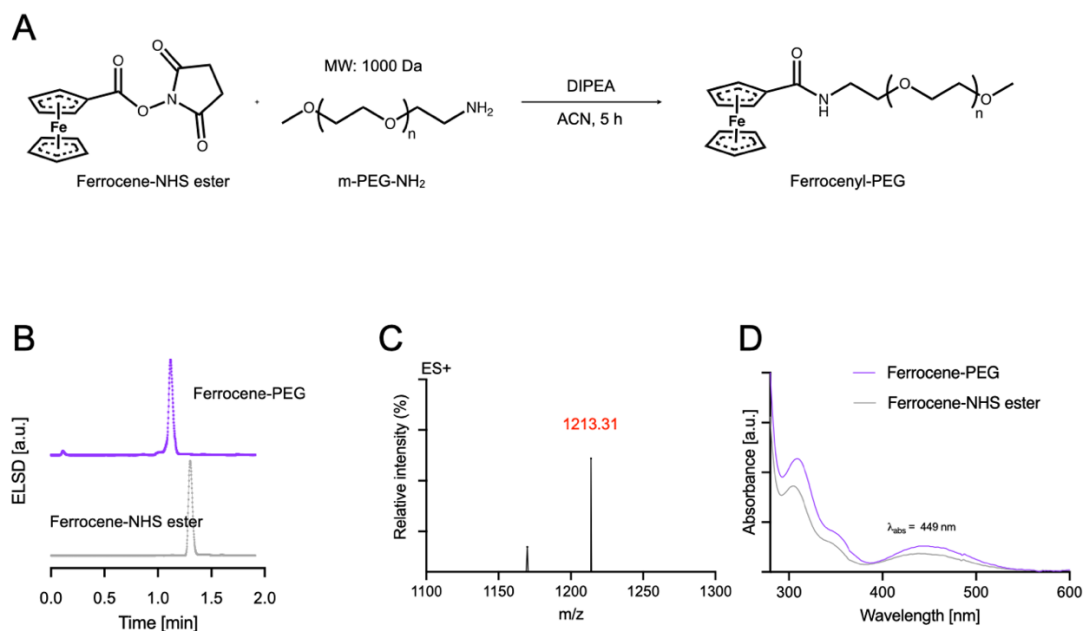 A
O
O
N
O
O
Fe
Ferrocene-NHS ester
+
MW: 1000 Da
O
O
n
NH2
m-PEG-NH2
DIPEA
ACN, 5 h
O
N
H
O
n
O
Fe
Ferrocenyl-PEG
B
ELSD [a.u.]
Ferrocene-PEG
Ferrocene-NHS ester
0.0 0.5 1.0 1.5 2.0
Time [min]
C
ES+
Relative intensity (%)
1213.31
1100 1150 1200 1250 1300
m/z
D
Absorbance [a.u.]
Ferrocene-PEG
Ferrocene-NHS ester
λabs = 449 nm
300 400 500 600
Wavelength [nm]